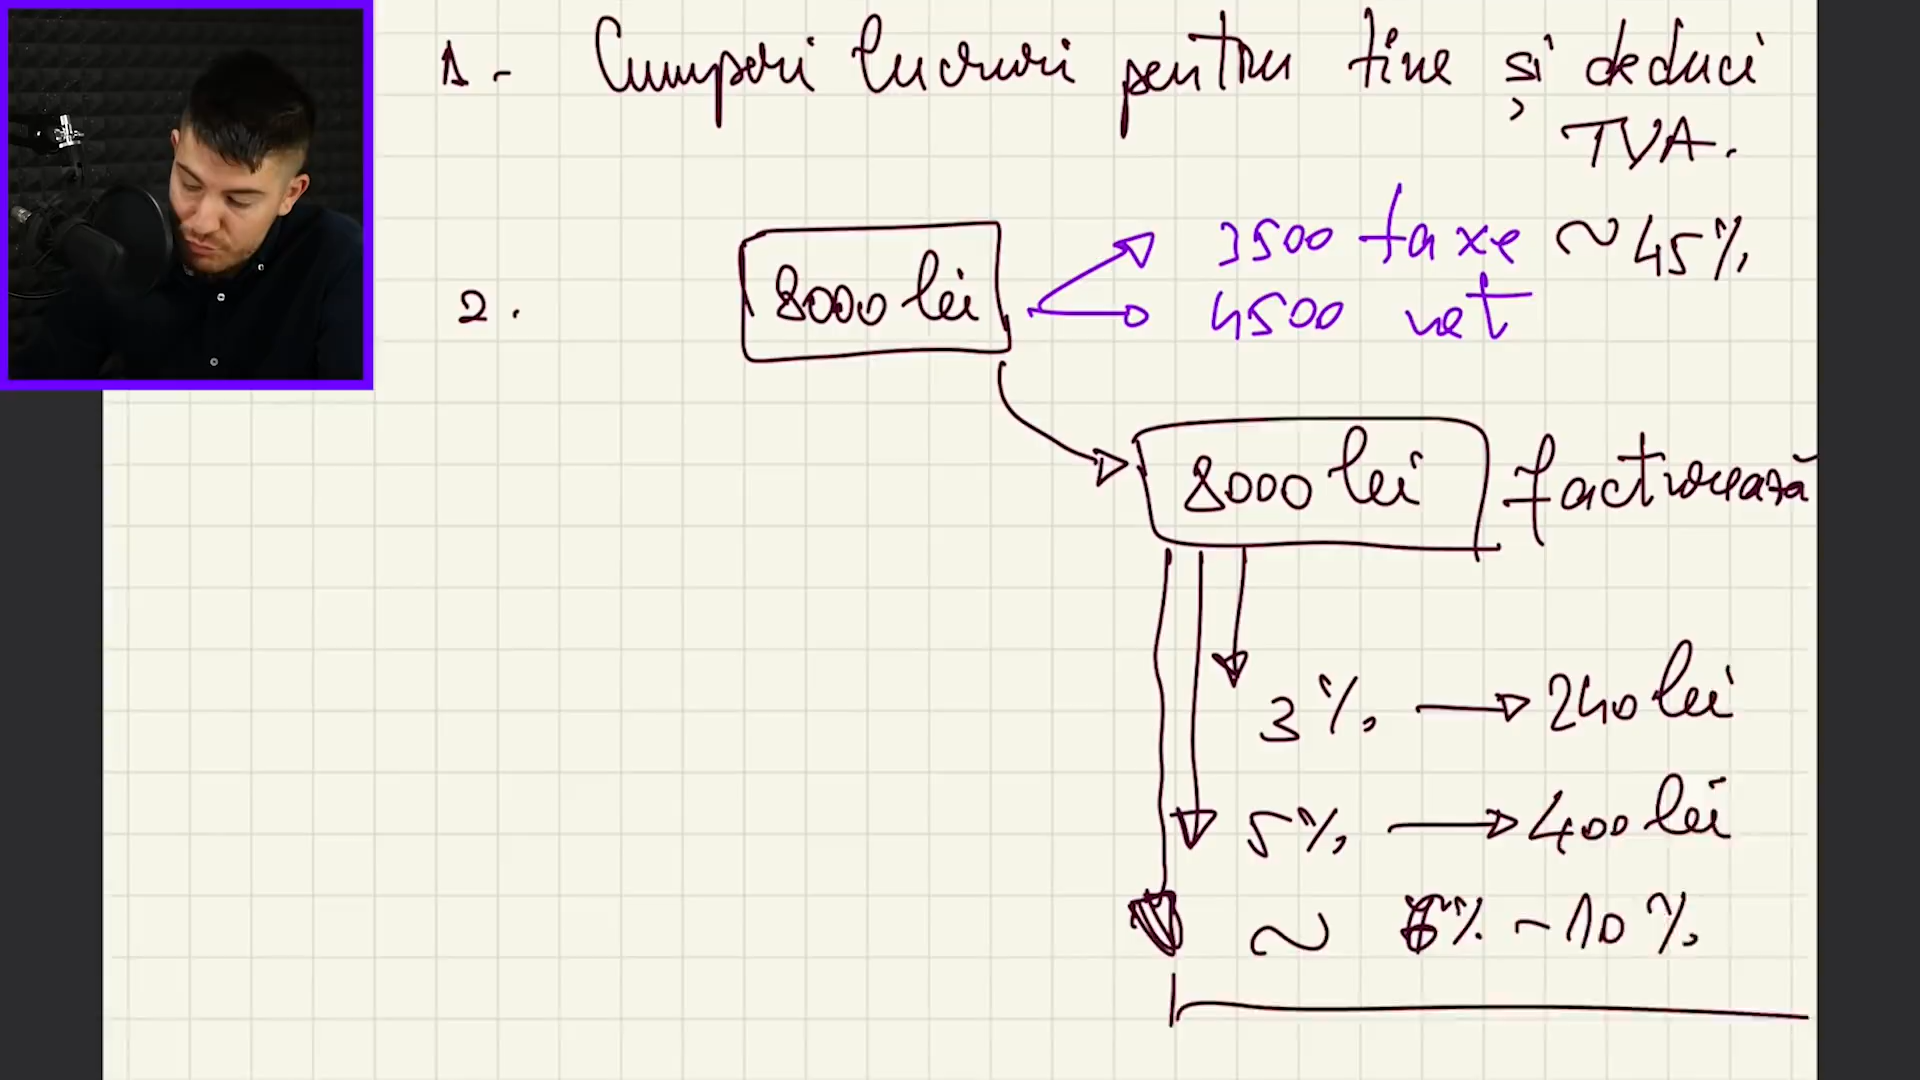 1. Cumperi lucruri pentru tine și deduci
TVA.
2. 8000 lei
3500 taxe ~ 45%
4500 net
8000 lei facturează
3% → 240 lei
5% → 400 lei
~ 6% - 10%